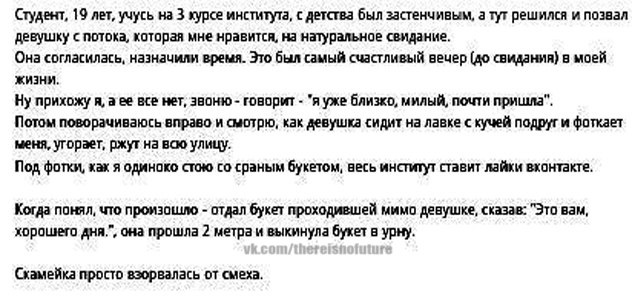 Студент, 19 лет, учусь на 3 курсе института, с детства был застенчивым, а тут решился и позвал
девушку с потока, которая мне нравится, на натуральное свидание.
Она согласилась, назначили время. Это был самый счастливый вечер (до свидания) в моей
жизни.
Ну прихожу я, а ее все нет, звоню - говорит - "я уже близко, милый, почти пришла".
Потом поворачиваюсь вправо и смотрю, как девушка сидит на лавке с кучей подруг и фоткает
меня, угорает, ржут на всю улицу.
Под фотки, как я одиноко стою со сраным букетом, весь институт ставит лайки вконтакте.
Когда понял, что произошло - отдал букет проходившей мимо девушке, сказав: "Это вам,
хорошего дня.", она прошла 2 метра и выкинула букет в урну.
vk.com/thereisnofuture
Скамейка просто взорвалась от смеха.